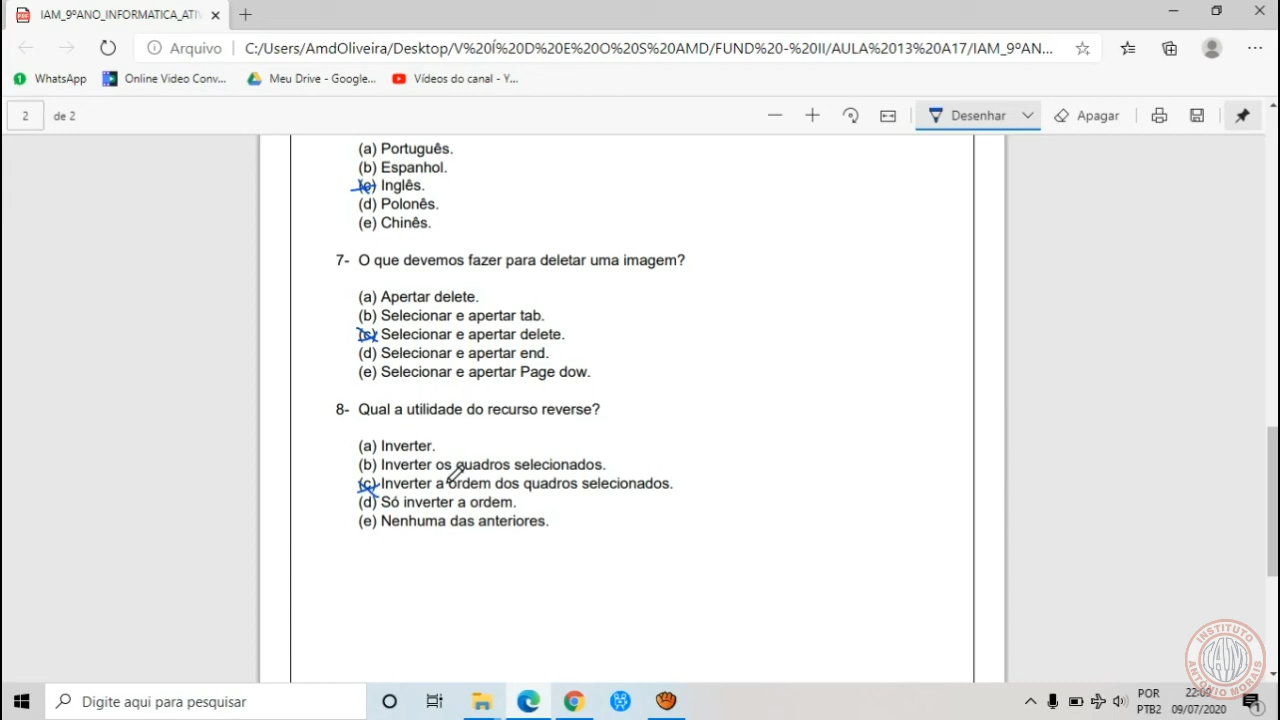 IAM_9ºANO_INFORMATICA_ATIV
Arquivo
C:/Users/AmdOliveira/Desktop/V%20Í%20D%20E%20O%20S%20AMD/FUND%20-%20II/AULA%2013%20A17/IAM_9ºAN...
WhatsApp
Online Video Conv...
Meu Drive - Google...
Vídeos do canal - Y...
2 de 2
Desenhar
Apagar
(a) Português.
(b) Espanhol.
(c) Inglês.
(d) Polonês.
(e) Chinês.
7- O que devemos fazer para deletar uma imagem?
(a) Apertar delete.
(b) Selecionar e apertar tab.
(c) Selecionar e apertar delete.
(d) Selecionar e apertar end.
(e) Selecionar e apertar Page dow.
8- Qual a utilidade do recurso reverse?
(a) Inverter.
(b) Inverter os quadros selecionados.
(c) Inverter a ordem dos quadros selecionados.
(d) Só inverter a ordem.
(e) Nenhuma das anteriores.
INSTITUTO
IAM
ANTÔNIO MORAIS
Digite aqui para pesquisar
POR
PTB2
22:09
09/07/2020
1